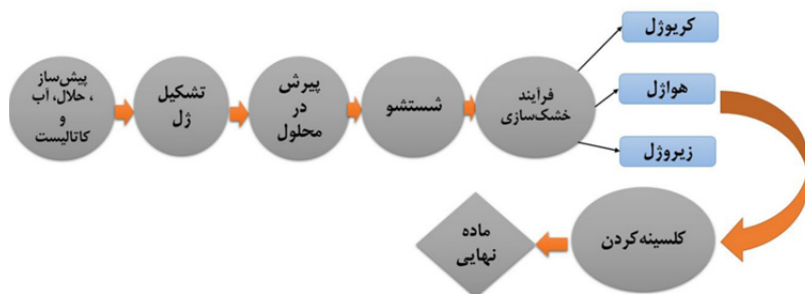 پیش‌ساز
، حلال، آب
و
کاتالیست
تشکیل
ژل
پیرش
در
محلول
شستشو
فرآیند
خشک‌سازی
کریوژل
هواژل
زیروژل
کلسینه کردن
ماده
نهایی